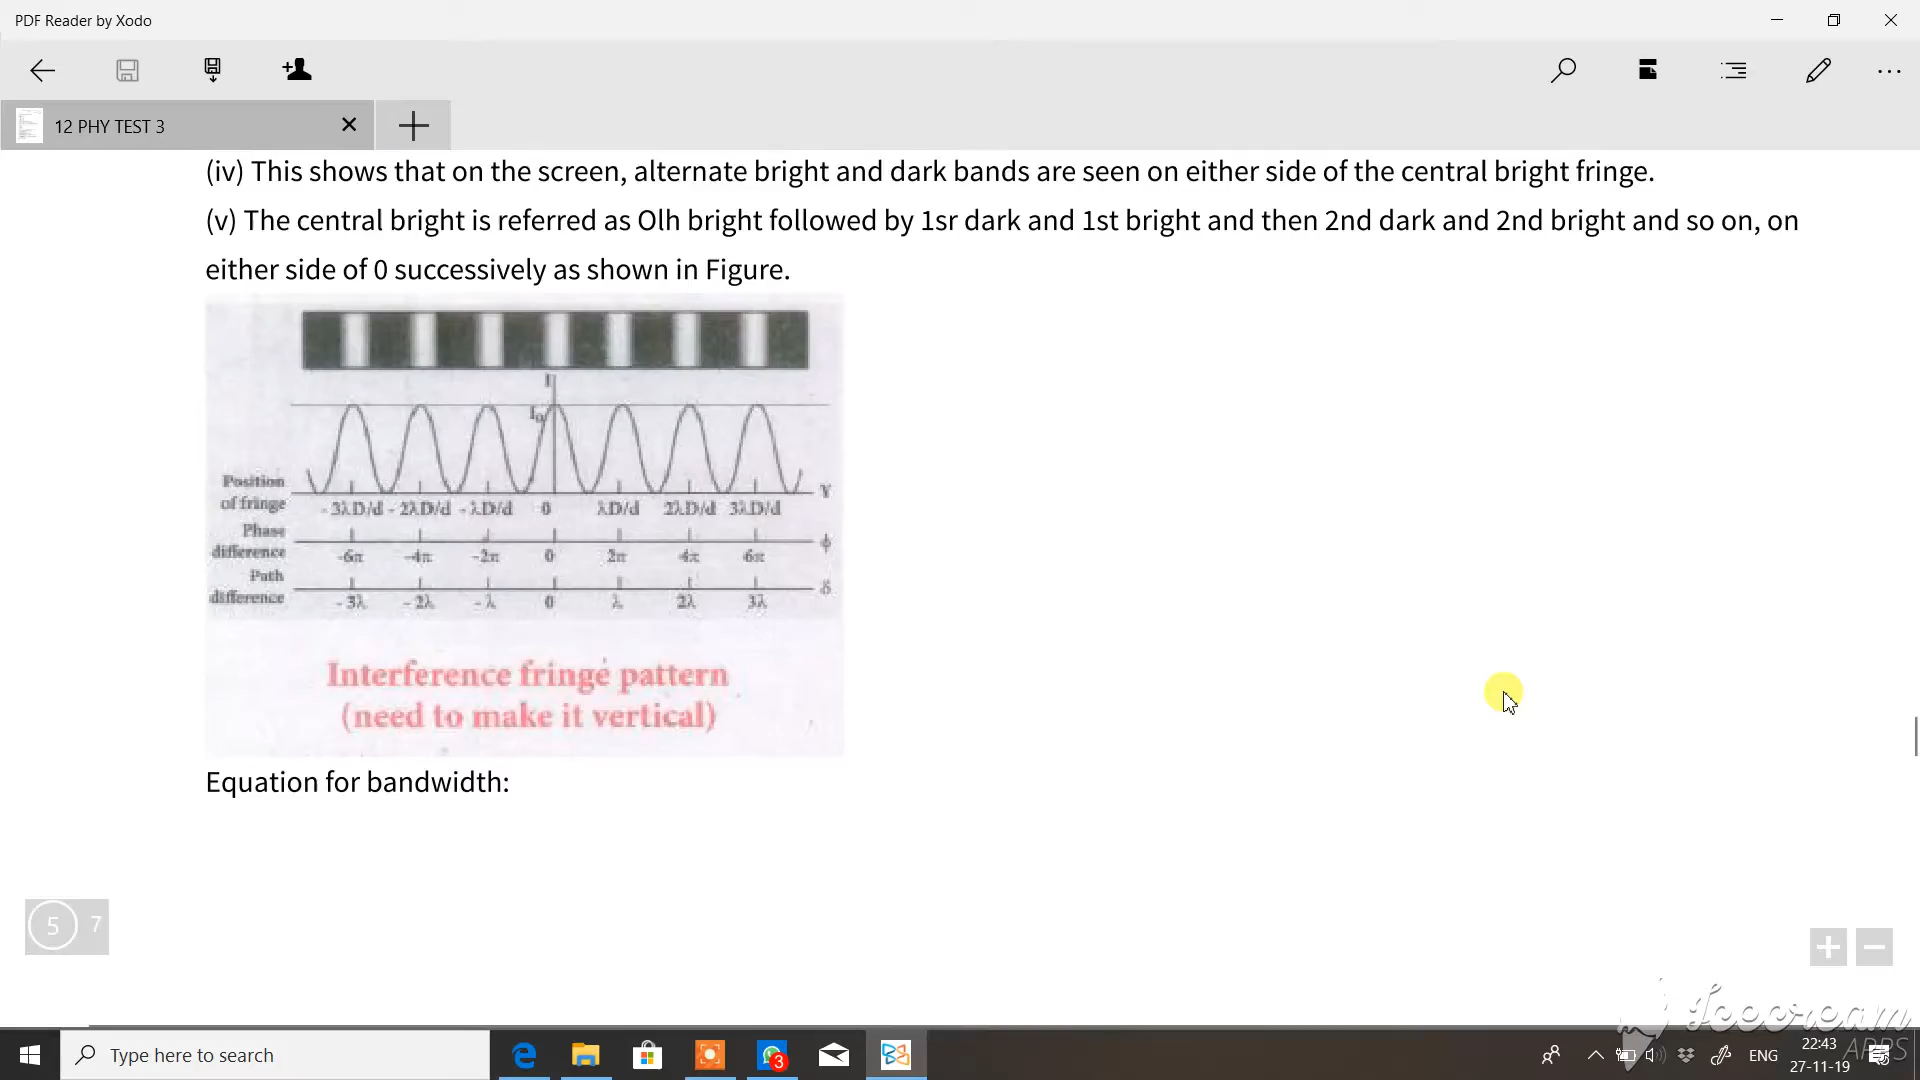 PDF Reader by Xodo
12 PHY TEST 3
(iv) This shows that on the screen, alternate bright and dark bands are seen on either side of the central bright fringe.
(v) The central bright is referred as Olh bright followed by 1sr dark and 1st bright and then 2nd dark and 2nd bright and so on, on
either side of 0 successively as shown in Figure.
I
I₀
Position
of fringe
Y
- 3λD/d - 2λD/d - λD/d 0 λD/d 2λD/d 3λD/d
Phase
difference
ϕ
-6π -4π -2π 0 2π 4π 6π
Path
difference
δ
- 3λ - 2λ - λ 0 λ 2λ 3λ
Interference fringe pattern
(need to make it vertical)
Equation for bandwidth:
5 7
Icecream
APPS
Type here to search
3
ENG
22:43
27-11-19